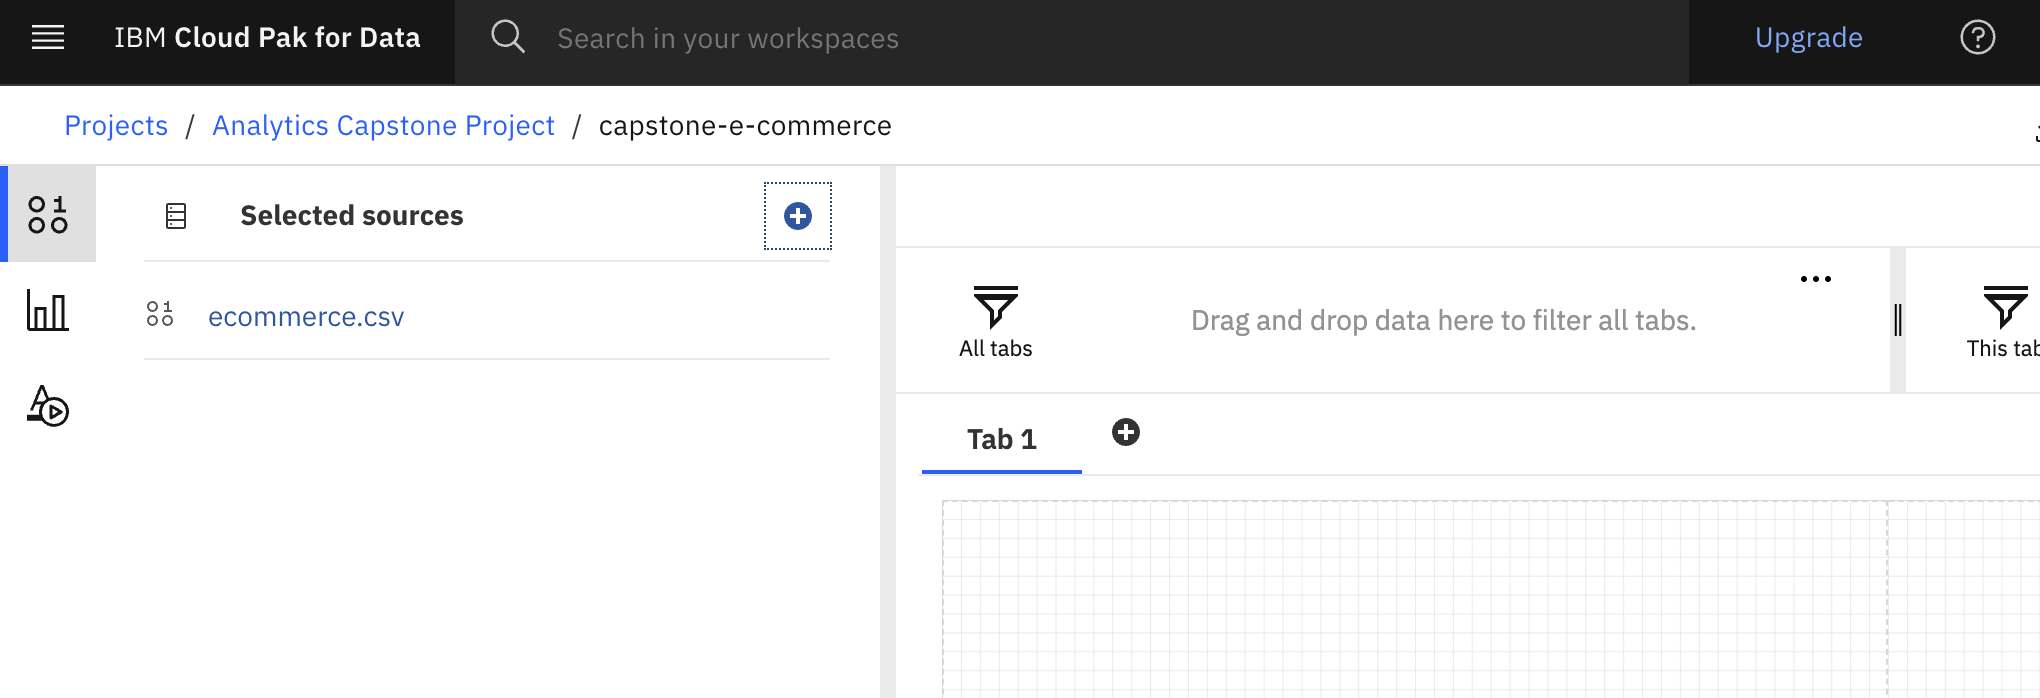 IBM Cloud Pak for Data
Search in your workspaces
Upgrade
Projects / Analytics Capstone Project / capstone-e-commerce
Selected sources
ecommerce.csv
All tabs
Drag and drop data here to filter all tabs.
This tab
Tab 1